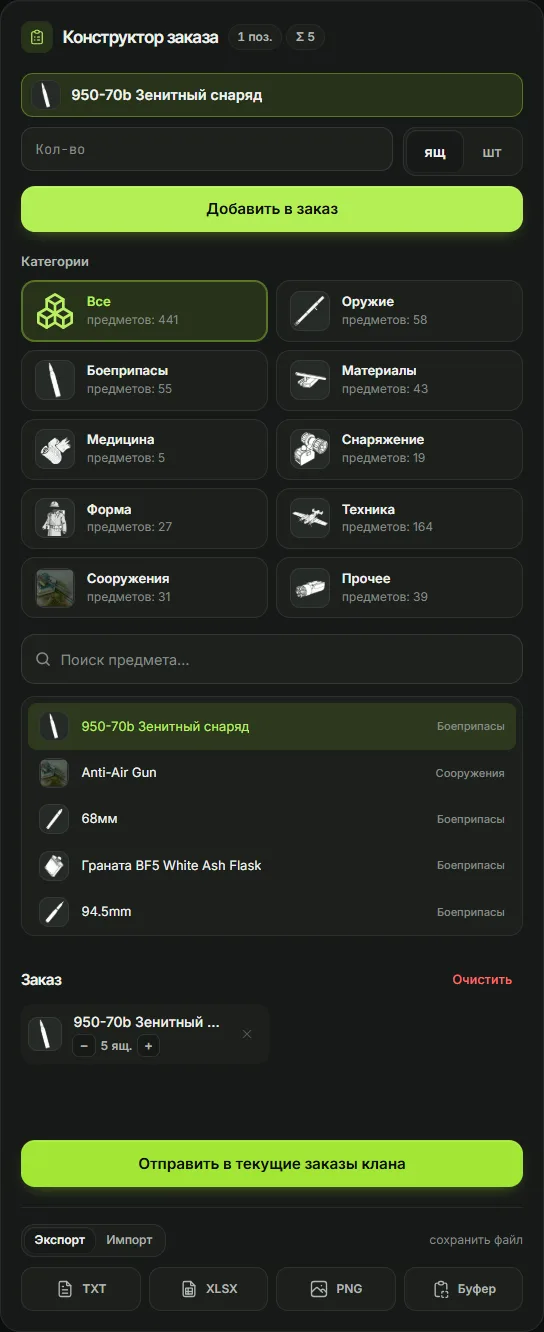 Конструктор заказа 1 поз. Σ 5
950-70b Зенитный снаряд
Кол-во ящ шт
Добавить в заказ
Категории
Все
предметов: 441
Оружие
предметов: 58
Боеприпасы
предметов: 55
Материалы
предметов: 43
Медицина
предметов: 5
Снаряжение
предметов: 19
Форма
предметов: 27
Техника
предметов: 164
Сооружения
предметов: 31
Прочее
предметов: 39
Поиск предмета...
950-70b Зенитный снаряд Боеприпасы
Anti-Air Gun Сооружения
68мм Боеприпасы
Граната BF5 White Ash Flask Боеприпасы
94.5mm Боеприпасы
Заказ Очистить
950-70b Зенитный ...
− 5 ящ. +
Отправить в текущие заказы клана
Экспорт Импорт сохранить файл
TXT XLSX PNG Буфер